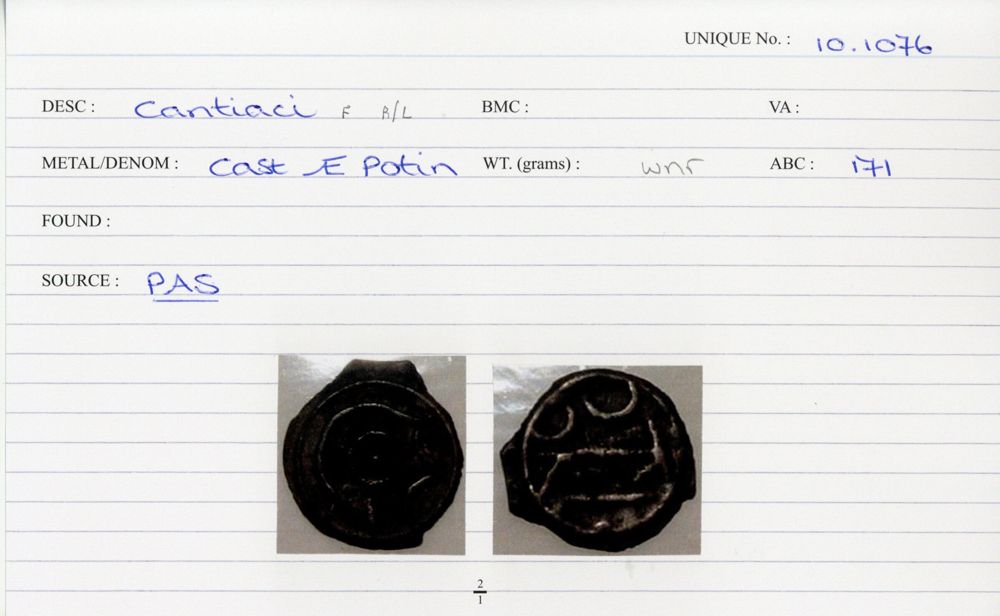 UNIQUE No. : 10.1076
DESC : Cantiaci F R/L BMC : VA :
METAL/DENOM : Cast Æ Potin WT. (grams) : wnr ABC : 171
FOUND :
SOURCE : PAS
2
1